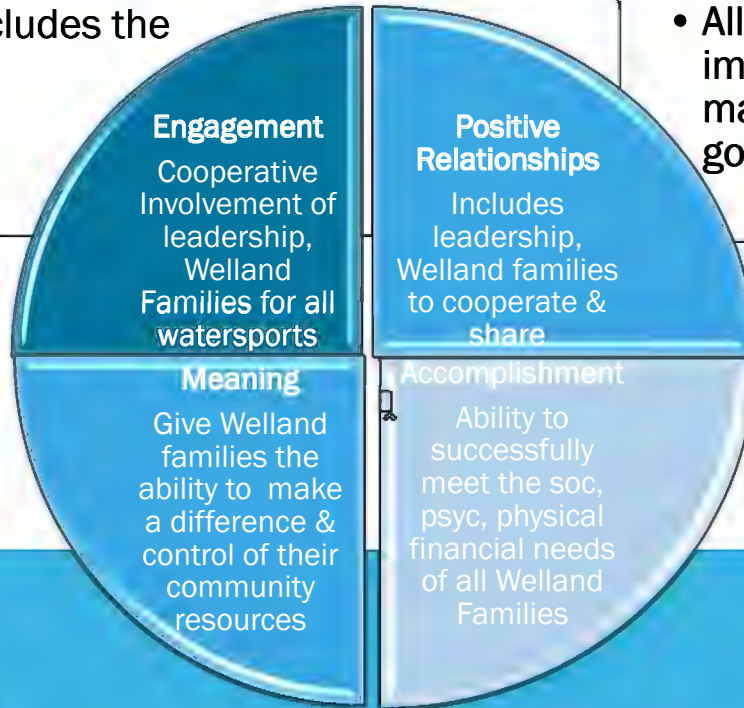 cludes the
• All
im
ma
go
Engagement
Cooperative
Involvement of
leadership,
Welland
Families for all
watersports
Positive
Relationships
Includes
leadership,
Welland families
to cooperate &
share
Meaning
Give Welland
families the
ability to make
a difference &
control of their
community
resources
Accomplishment
Ability to
successfully
meet the soc,
psyc, physical
financial needs
of all Welland
Families